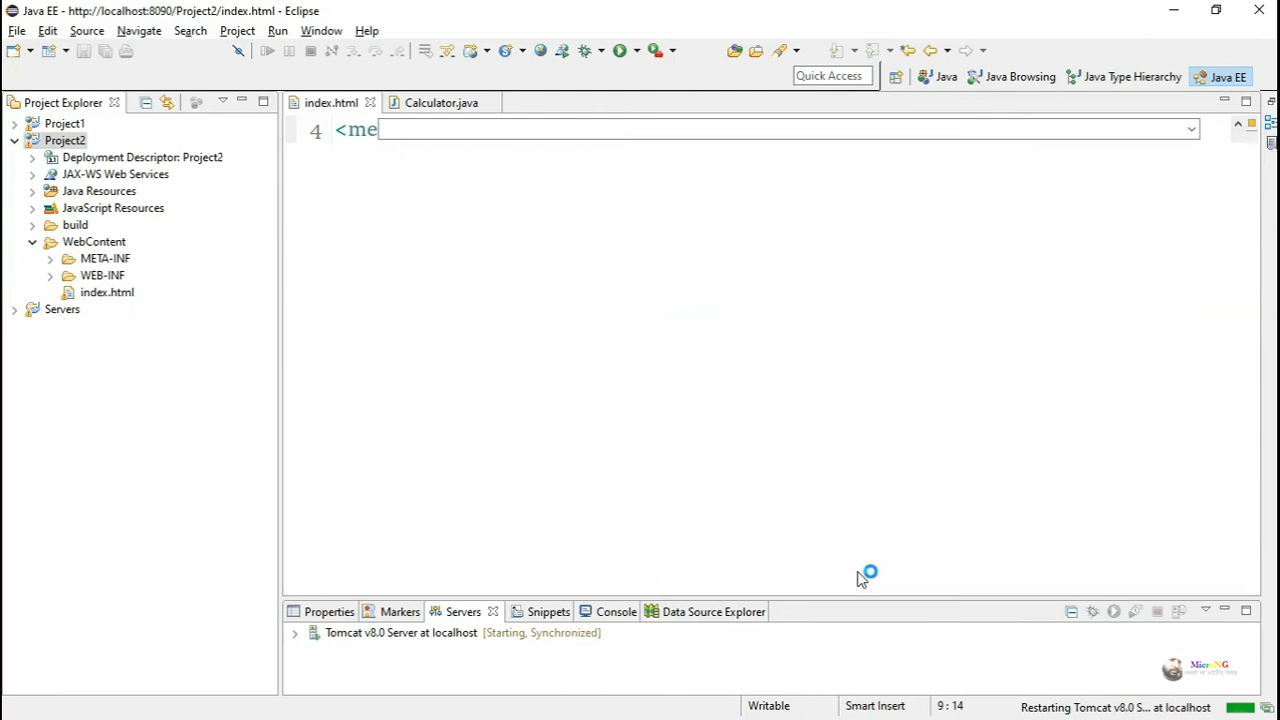 Java EE - http://localhost:8090/Project2/index.html - Eclipse
File Edit Source Navigate Search Project Run Window Help
Quick Access
Java
Java Browsing
Java Type Hierarchy
Java EE
Project Explorer
index.html
Calculator.java
Project1
Project2
Deployment Descriptor: Project2
JAX-WS Web Services
Java Resources
JavaScript Resources
build
WebContent
META-INF
WEB-INF
index.html
Servers
4 <me
Properties
Markers
Servers
Snippets
Console
Data Source Explorer
Tomcat v8.0 Server at localhost [Starting, Synchronized]
MicroNG
Writable
Smart Insert
9 : 14
Restarting Tomcat v8.0 S... at localhost